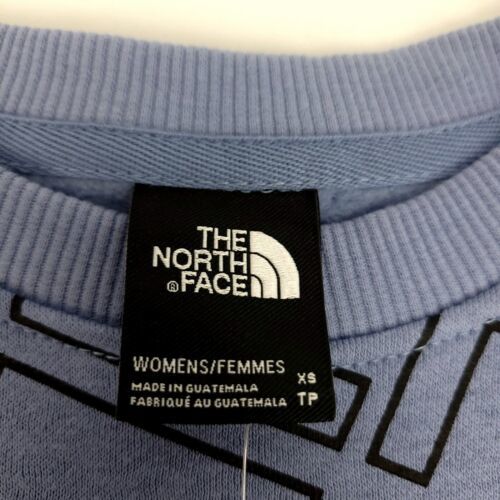 THE
NORTH
® FACE
WOMENS/FEMMES XS
MADE IN GUATEMALA
FABRIQUÉ AU GUATEMALA TP